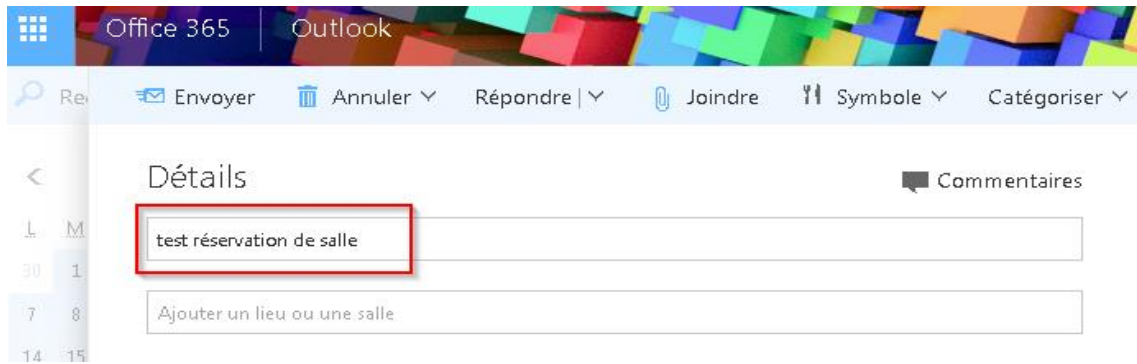 Office 365 Outlook
Re
Envoyer Annuler Répondre Joindre Symbole Catégoriser
Détails
Commentaires
L M
test réservation de salle
30 1
Ajouter un lieu ou une salle
7 8
14 15